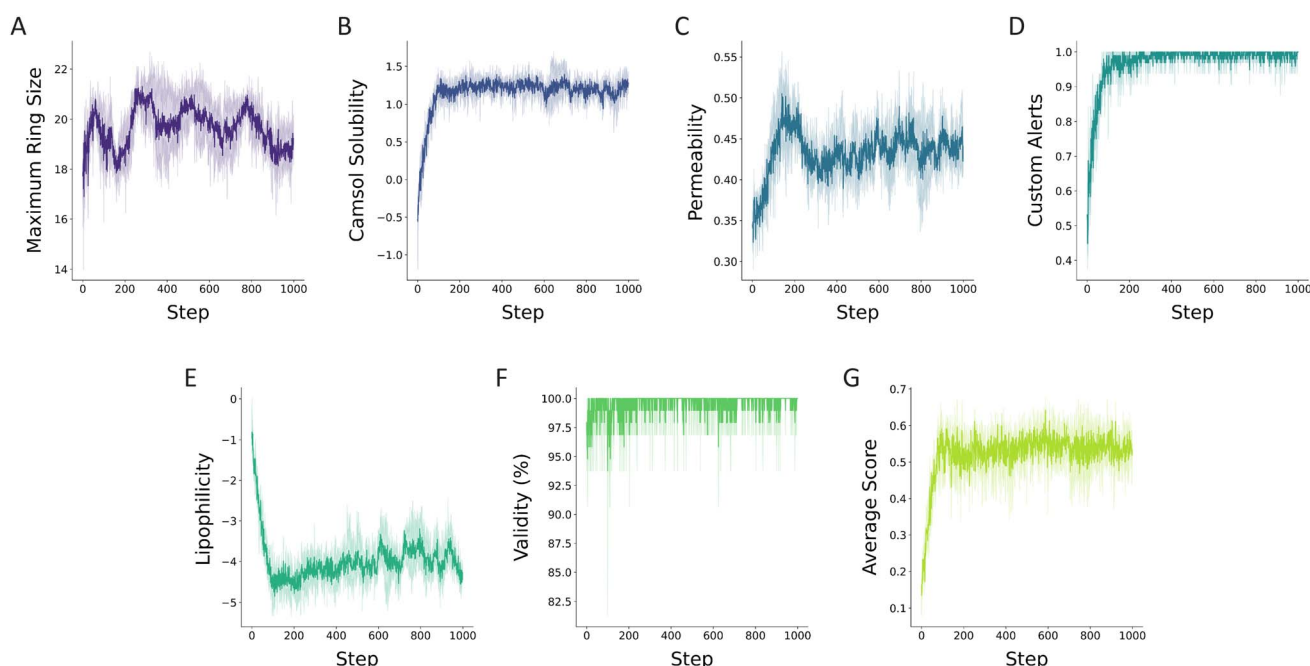 A
Maximum Ring Size
22
20
18
16
14
0 200 400 600 800 1000
Step
B
Camsol Solubility
1.5
1.0
0.5
0.0
−0.5
−1.0
0 200 400 600 800 1000
Step
C
Permeability
0.55
0.50
0.45
0.40
0.35
0.30
0 200 400 600 800 1000
Step
D
Custom Alerts
1.0
0.9
0.8
0.7
0.6
0.5
0.4
0 200 400 600 800 1000
Step
E
Lipophilicity
0
−1
−2
−3
−4
−5
0 200 400 600 800 1000
Step
F
Validity (%)
100.0
97.5
95.0
92.5
90.0
87.5
85.0
82.5
0 200 400 600 800 1000
Step
G
Average Score
0.7
0.6
0.5
0.4
0.3
0.2
0.1
0 200 400 600 800 1000
Step